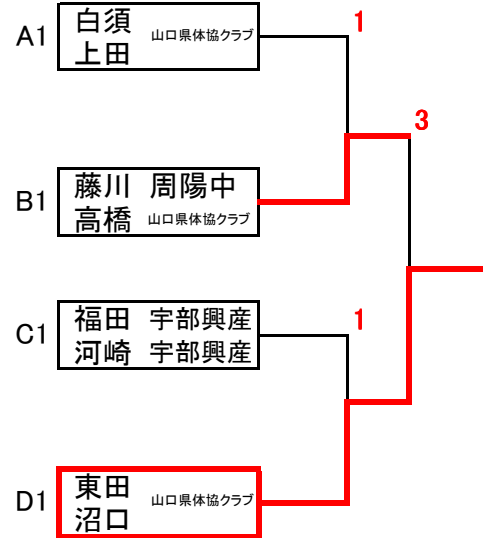 A1 白須 山口県体協クラブ
上田
1
3
B1 藤川 周陽中
高橋 山口県体協クラブ
C1 福田 宇部興産
河崎 宇部興産
1
D1 東田 山口県体協クラブ
沼口